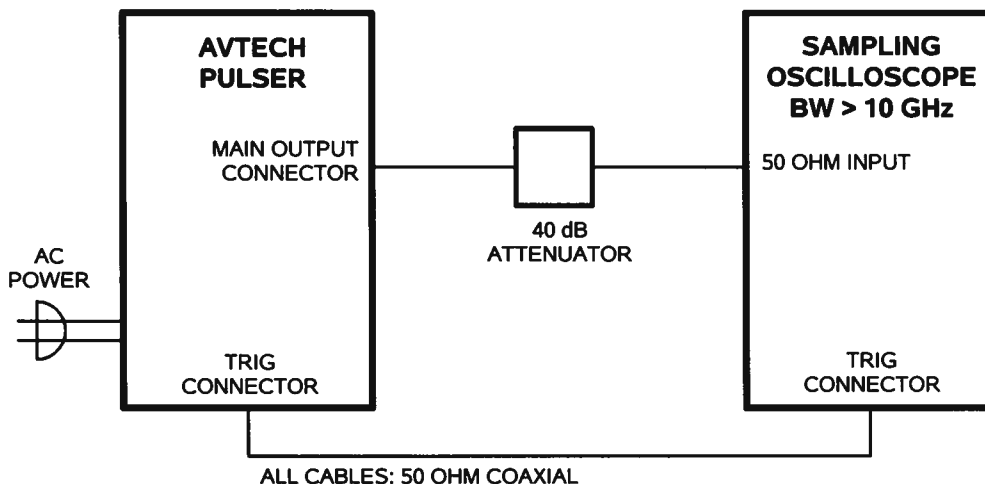 AVTECH
PULSER
MAIN OUTPUT
CONNECTOR
AC
POWER
TRIG
CONNECTOR
40 dB
ATTENUATOR
SAMPLING
OSCILLOSCOPE
BW > 10 GHz
50 OHM INPUT
TRIG
CONNECTOR
ALL CABLES: 50 OHM COAXIAL